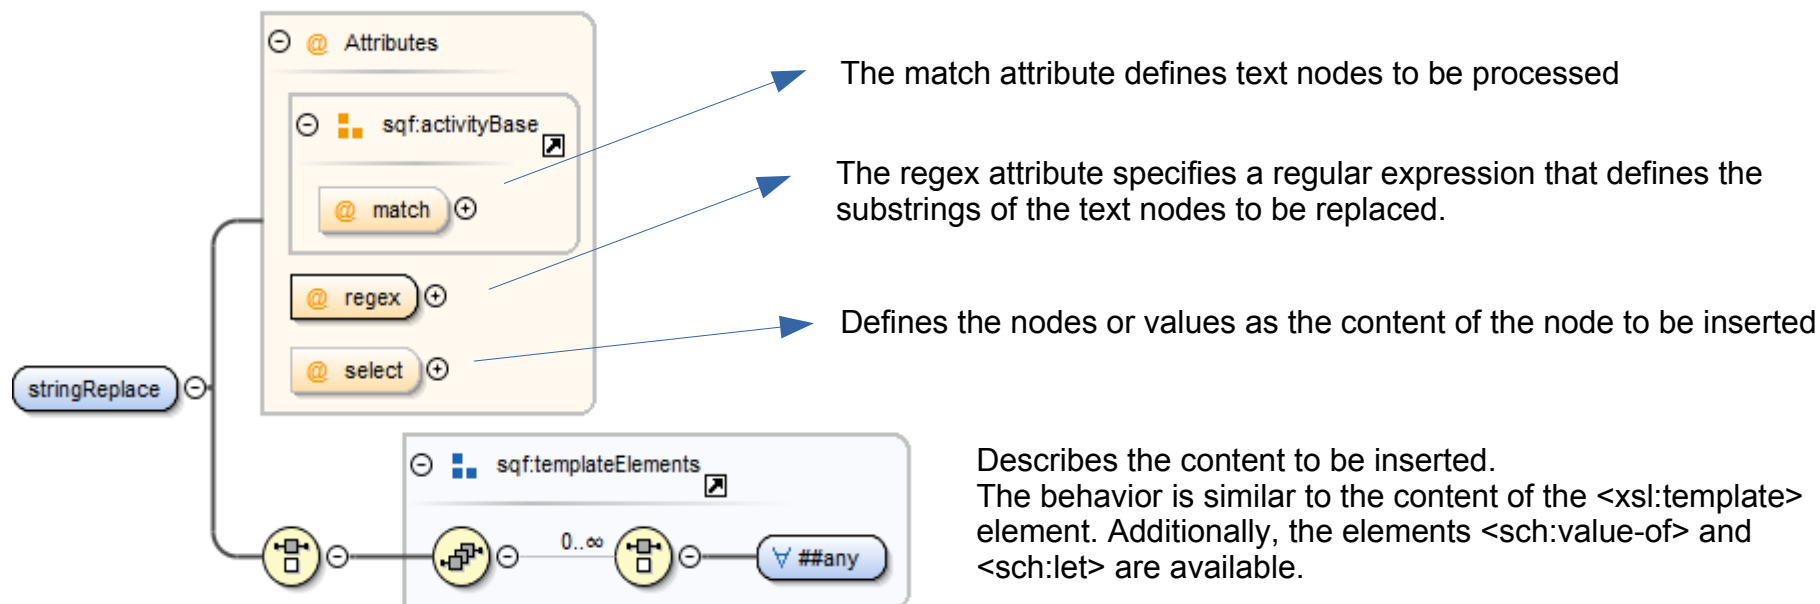 @ Attributes
The match attribute defines text nodes to be processed
sqf:activityBase
@ match
The regex attribute specifies a regular expression that defines the
substrings of the text nodes to be replaced.
@ regex
Defines the nodes or values as the content of the node to be inserted
@ select
stringReplace
sqf:templateElements
Describes the content to be inserted.
The behavior is similar to the content of the <xsl:template>
element. Additionally, the elements <sch:value-of> and
<sch:let> are available.
0..∞
∀ ##any